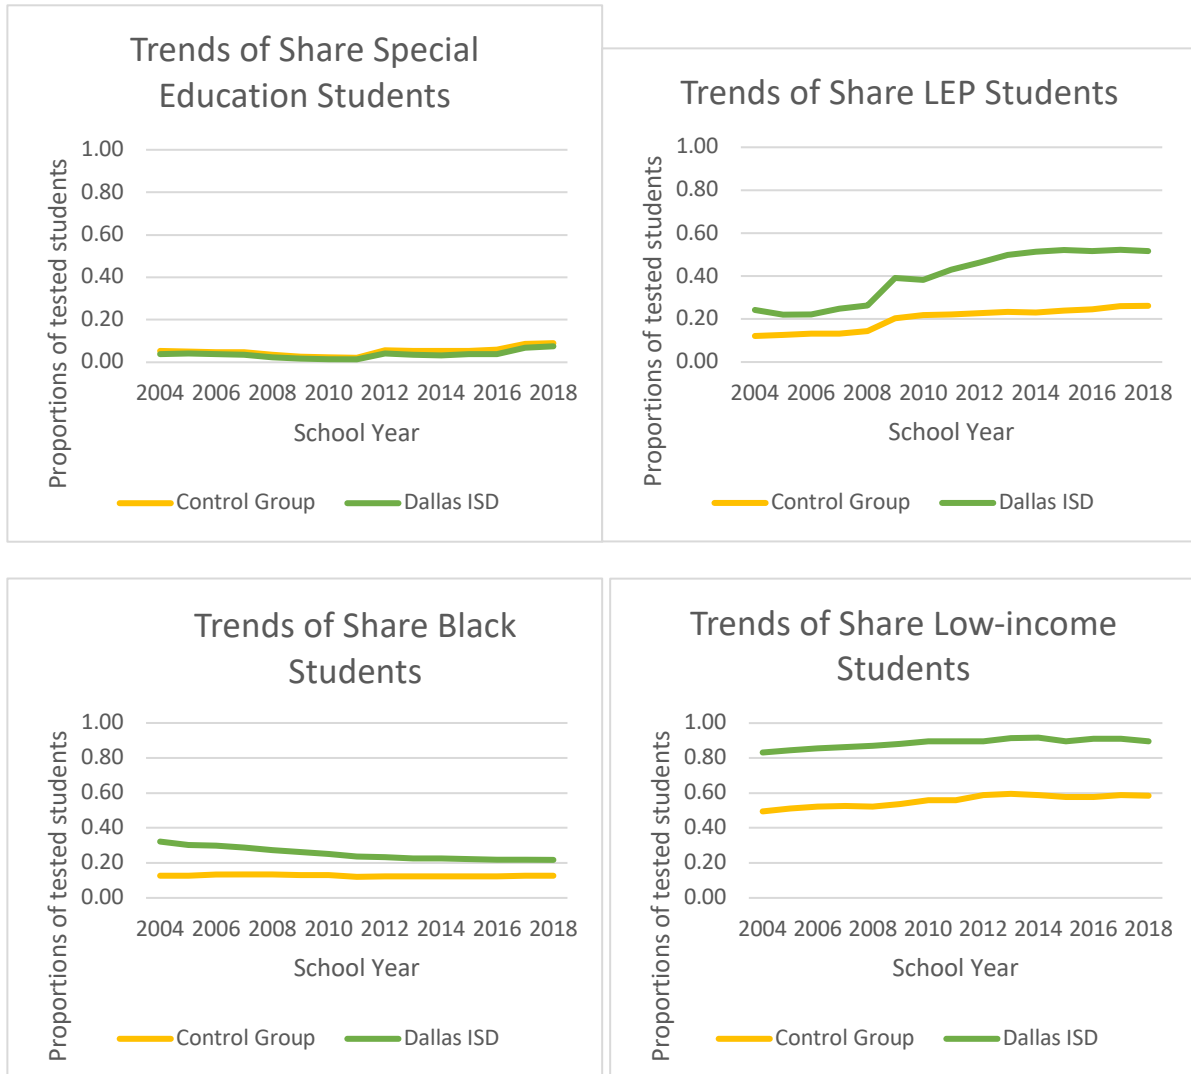 Trends of Share Special
Education Students
Proportions of tested students
1.00
0.80
0.60
0.40
0.20
0.00
2004 2006 2008 2010 2012 2014 2016 2018
School Year
Control Group Dallas ISD
Trends of Share LEP Students
Proportions of tested students
1.00
0.80
0.60
0.40
0.20
0.00
2004 2006 2008 2010 2012 2014 2016 2018
School Year
Control Group Dallas ISD
Trends of Share Black
Students
Proportions of tested students
1.00
0.80
0.60
0.40
0.20
0.00
2004 2006 2008 2010 2012 2014 2016 2018
School Year
Control Group Dallas ISD
Trends of Share Low-income
Students
Proportions of tested students
1.00
0.80
0.60
0.40
0.20
0.00
2004 2006 2008 2010 2012 2014 2016 2018
School Year
Control Group Dallas ISD